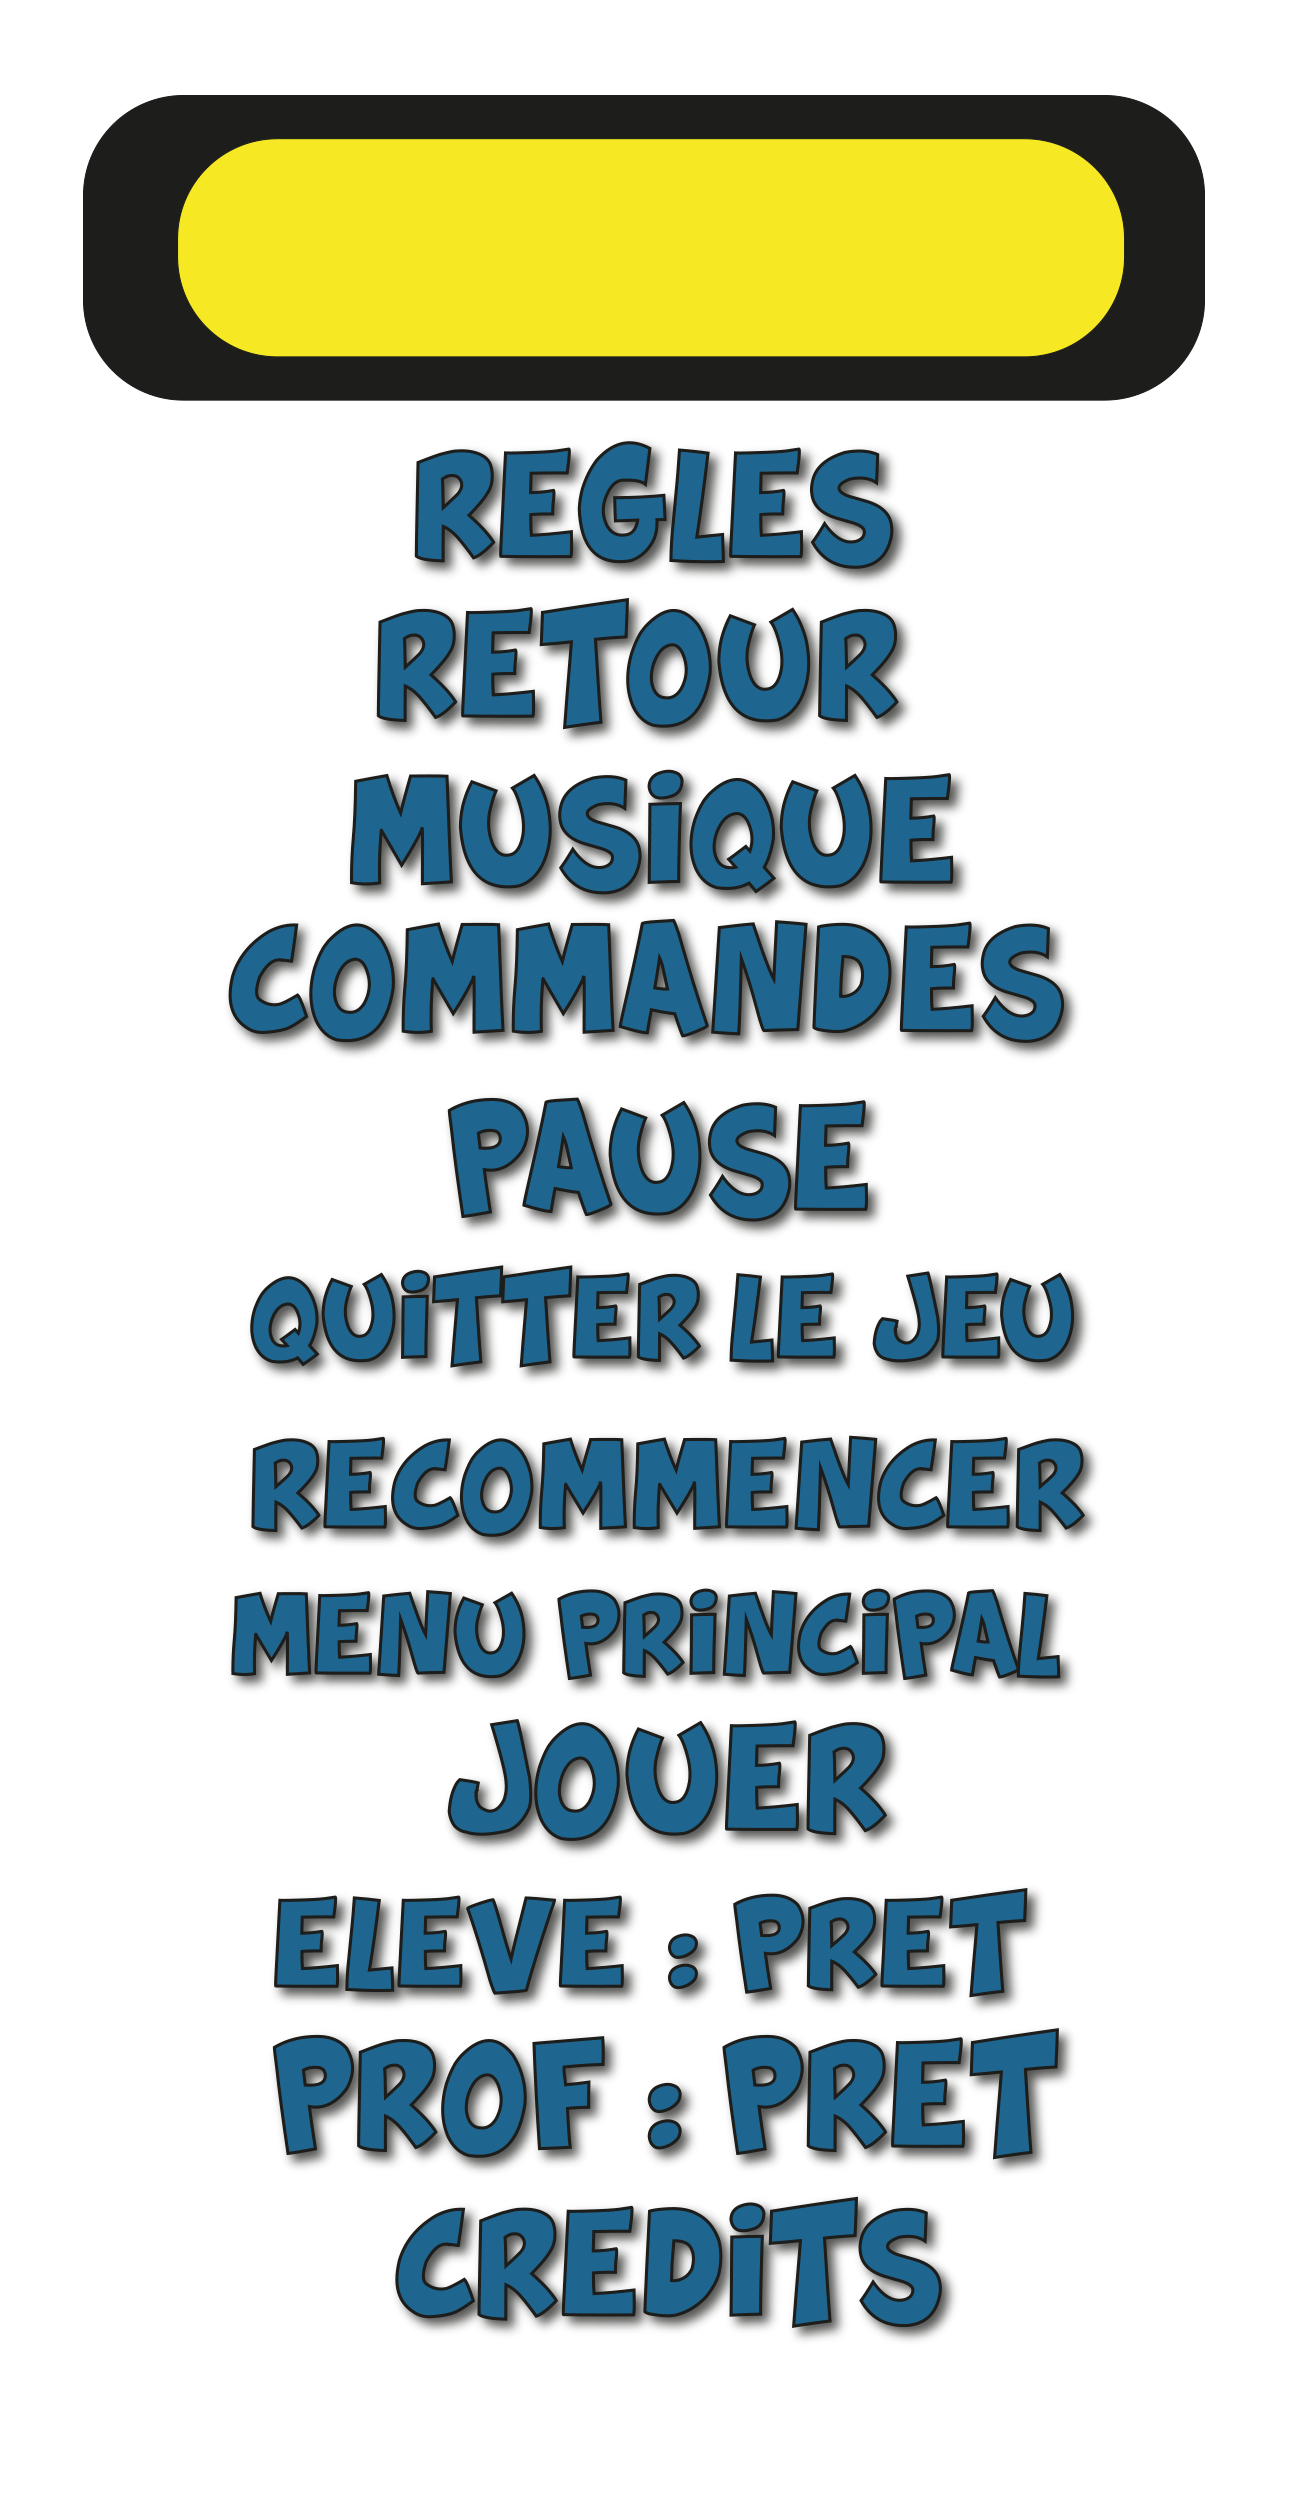 REGLES
RETOUR
MUSiQUE
COMMANDES
PAUSE
QUiTTER LE JEU
RECOMMENCER
MENU PRiNCiPAL
JOUER
ELEVE : PRET
PROF : PRET
CREDiTS